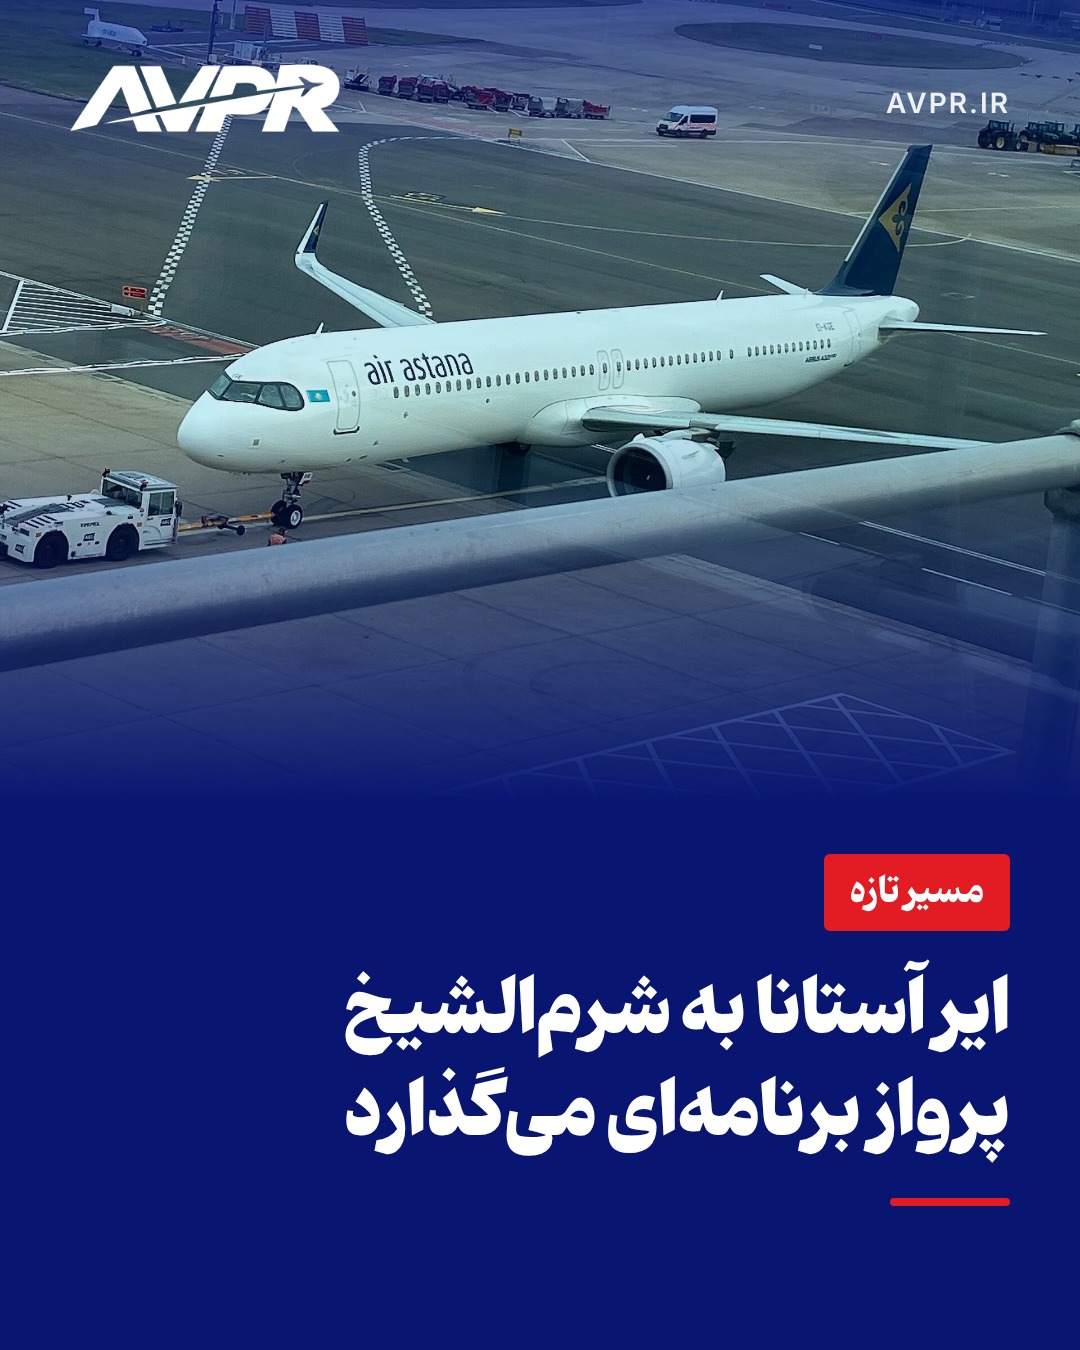 AVPR
AVPR.IR
air astana
مسیر تازه
ایر آستانا به شرم‌الشیخ
پرواز برنامه‌ای می‌گذارد